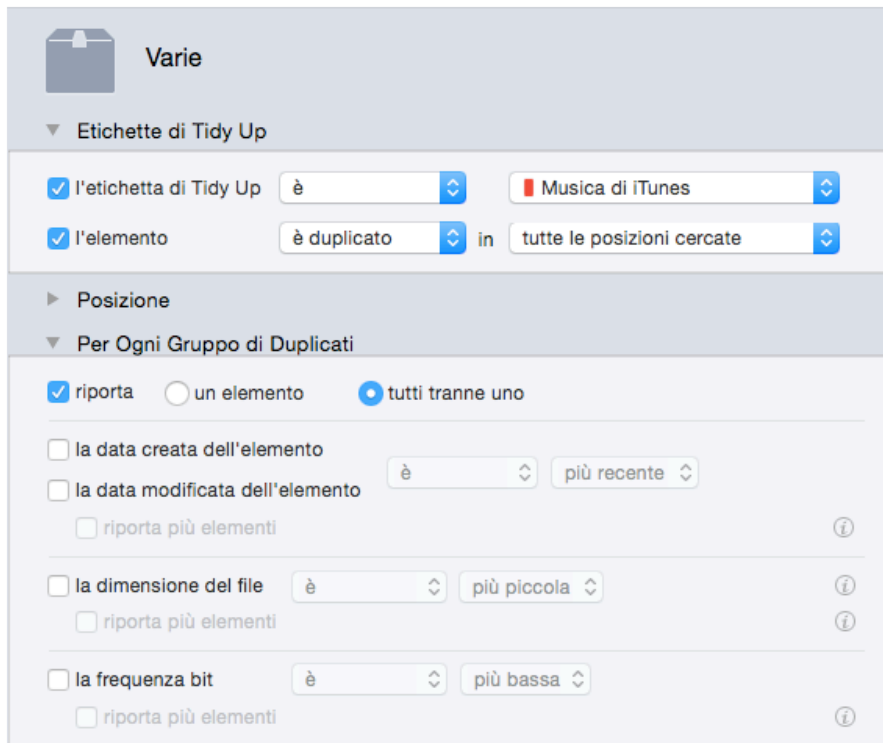 Varie
Etichette di Tidy Up
l'etichetta di Tidy Up è Musica di iTunes
l'elemento è duplicato in tutte le posizioni cercate
Posizione
Per Ogni Gruppo di Duplicati
riporta un elemento tutti tranne uno
la data creata dell'elemento
è più recente
la data modificata dell'elemento
riporta più elementi
la dimensione del file è più piccola
riporta più elementi
la frequenza bit è più bassa
riporta più elementi